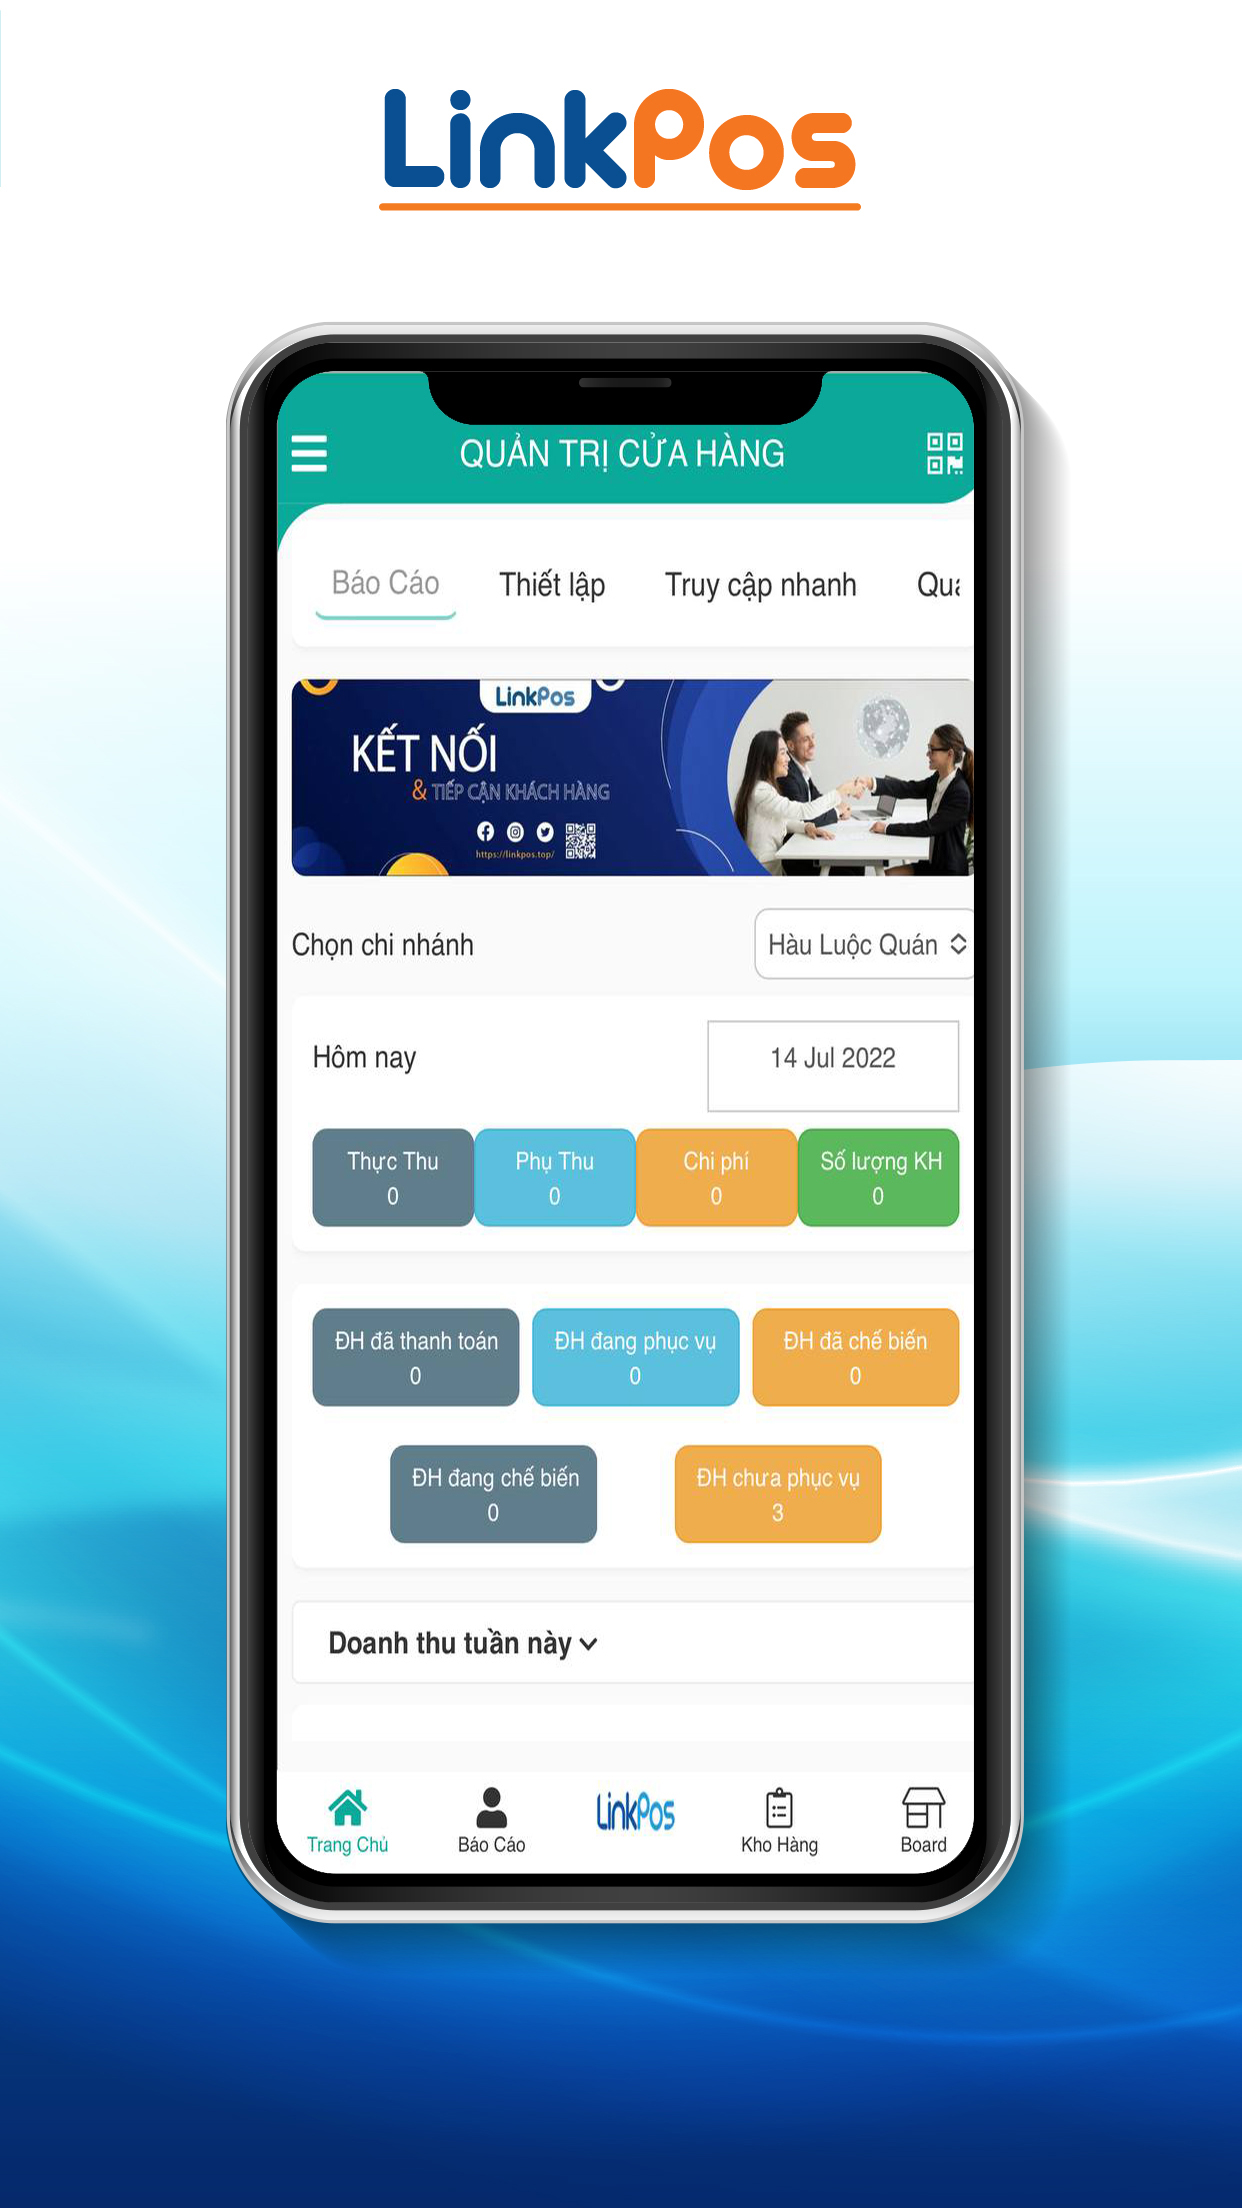 LinkPos
QUẢN TRỊ CỬA HÀNG
Báo Cáo Thiết lập Truy cập nhanh
LinkPos
KẾT NỐI
& TIẾP CẬN KHÁCH HÀNG
https://linkpos.top/
Chọn chi nhánh Hàu Luộc Quán
Hôm nay 14 Jul 2022
Thực Thu Phụ Thu Chi phí Số lượng KH
0 0 0 0
ĐH đã thanh toán ĐH đang phục vụ ĐH đã chế biến
0 0 0
ĐH đang chế biến ĐH chưa phục vụ
0 3
Doanh thu tuần này
LinkPos
Trang Chủ Báo Cáo Kho Hàng Board